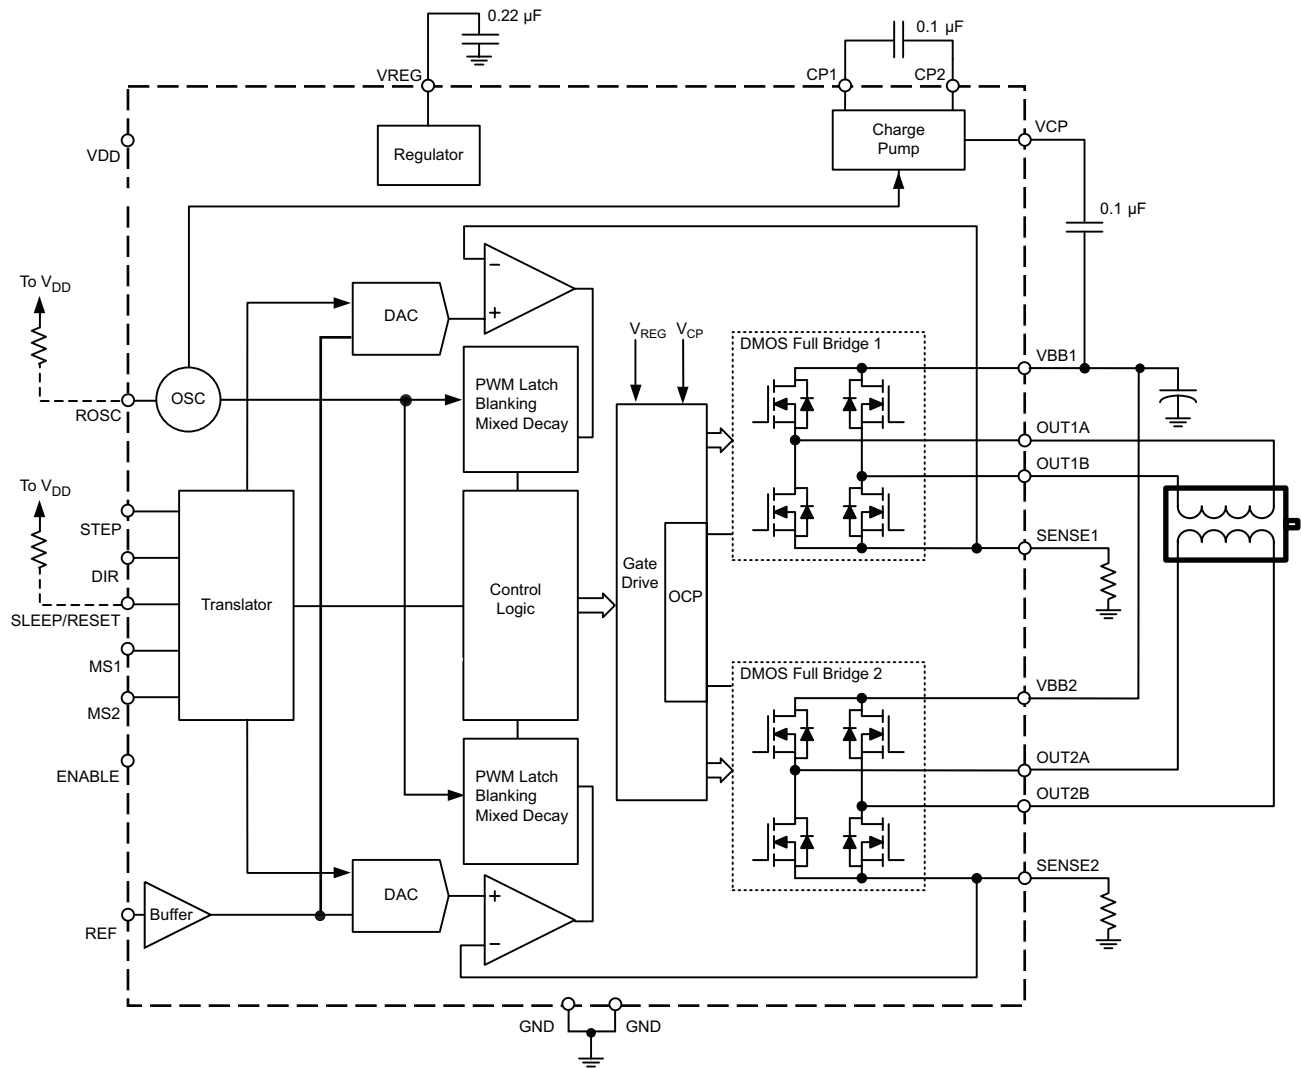 0.22 µF
0.1 µF
VREG
CP1
CP2
Charge
Pump
VCP
VDD
Regulator
0.1 µF
To VDD
DAC
−
+
VREG
VCP
DMOS Full Bridge 1
VBB1
PWM Latch
Blanking
Mixed Decay
OSC
ROSC
OUT1A
OUT1B
To VDD
STEP
SENSE1
DIR
Gate
Drive
OCP
Control
Logic
Translator
SLEEP/RESET
MS1
DMOS Full Bridge 2
VBB2
MS2
ENABLE
PWM Latch
Blanking
Mixed Decay
OUT2A
OUT2B
SENSE2
DAC
+
−
Buffer
REF
GND
GND